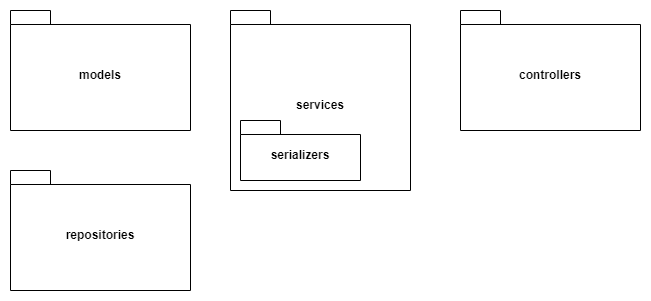 models
services
serializers
controllers
repositories